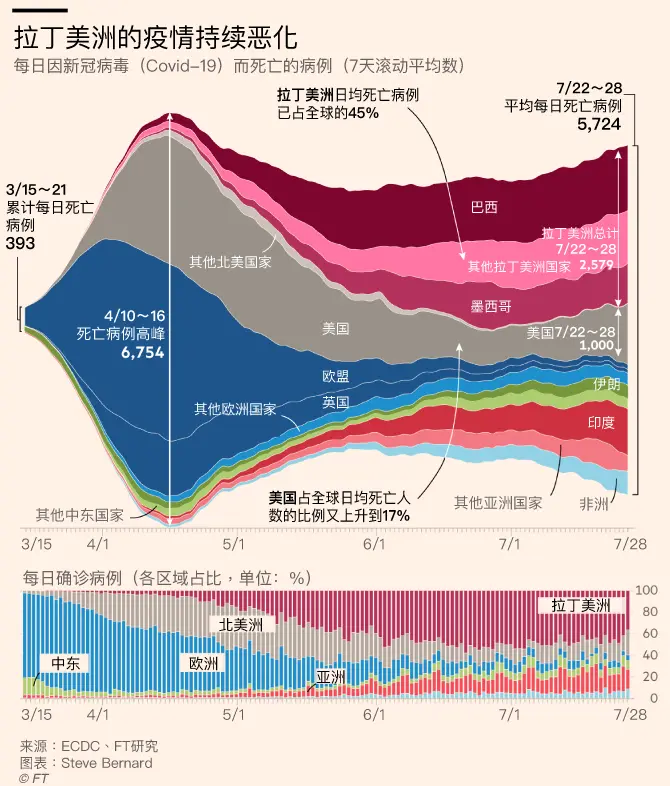 拉丁美洲的疫情持续恶化
每日因新冠病毒（Covid-19）而死亡的病例（7天滚动平均数）
拉丁美洲日均死亡病例
已占全球的45%
7/22～28
平均每日死亡病例
5,724
3/15～21
累计每日死亡
病例
393
巴西
拉丁美洲总计
7/22～28
2,579
其他拉丁美洲国家
其他北美国家
墨西哥
4/10～16
死亡病例高峰
6,754
美国
美国7/22～28
1,000
欧盟
英国
其他欧洲国家
伊朗
印度
其他中东国家
美国占全球日均死亡人
数的比例又上升到17%
其他亚洲国家
非洲
3/15
4/1
5/1
6/1
7/1
7/28
每日确诊病例（各区域占比，单位：%）
100
80
60
40
20
0
拉丁美洲
北美洲
中东
欧洲
亚洲
3/15
4/1
5/1
6/1
7/1
7/28
来源：ECDC、FT研究
图表：Steve Bernard
© FT